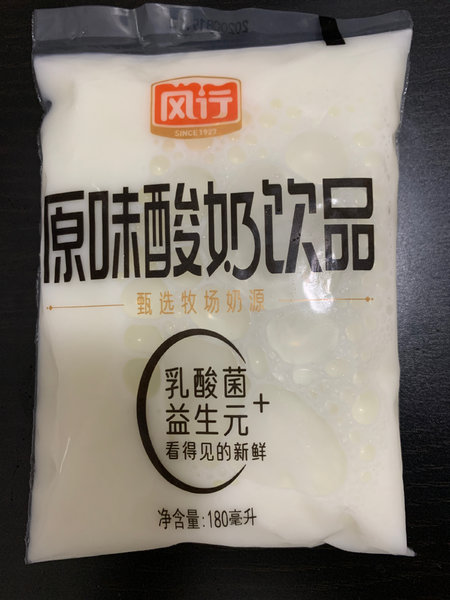 风行
SINCE 1927
原味酸奶饮品
甄选牧场奶源
乳酸菌
益生元+
看得见的新鲜
净含量:180毫升